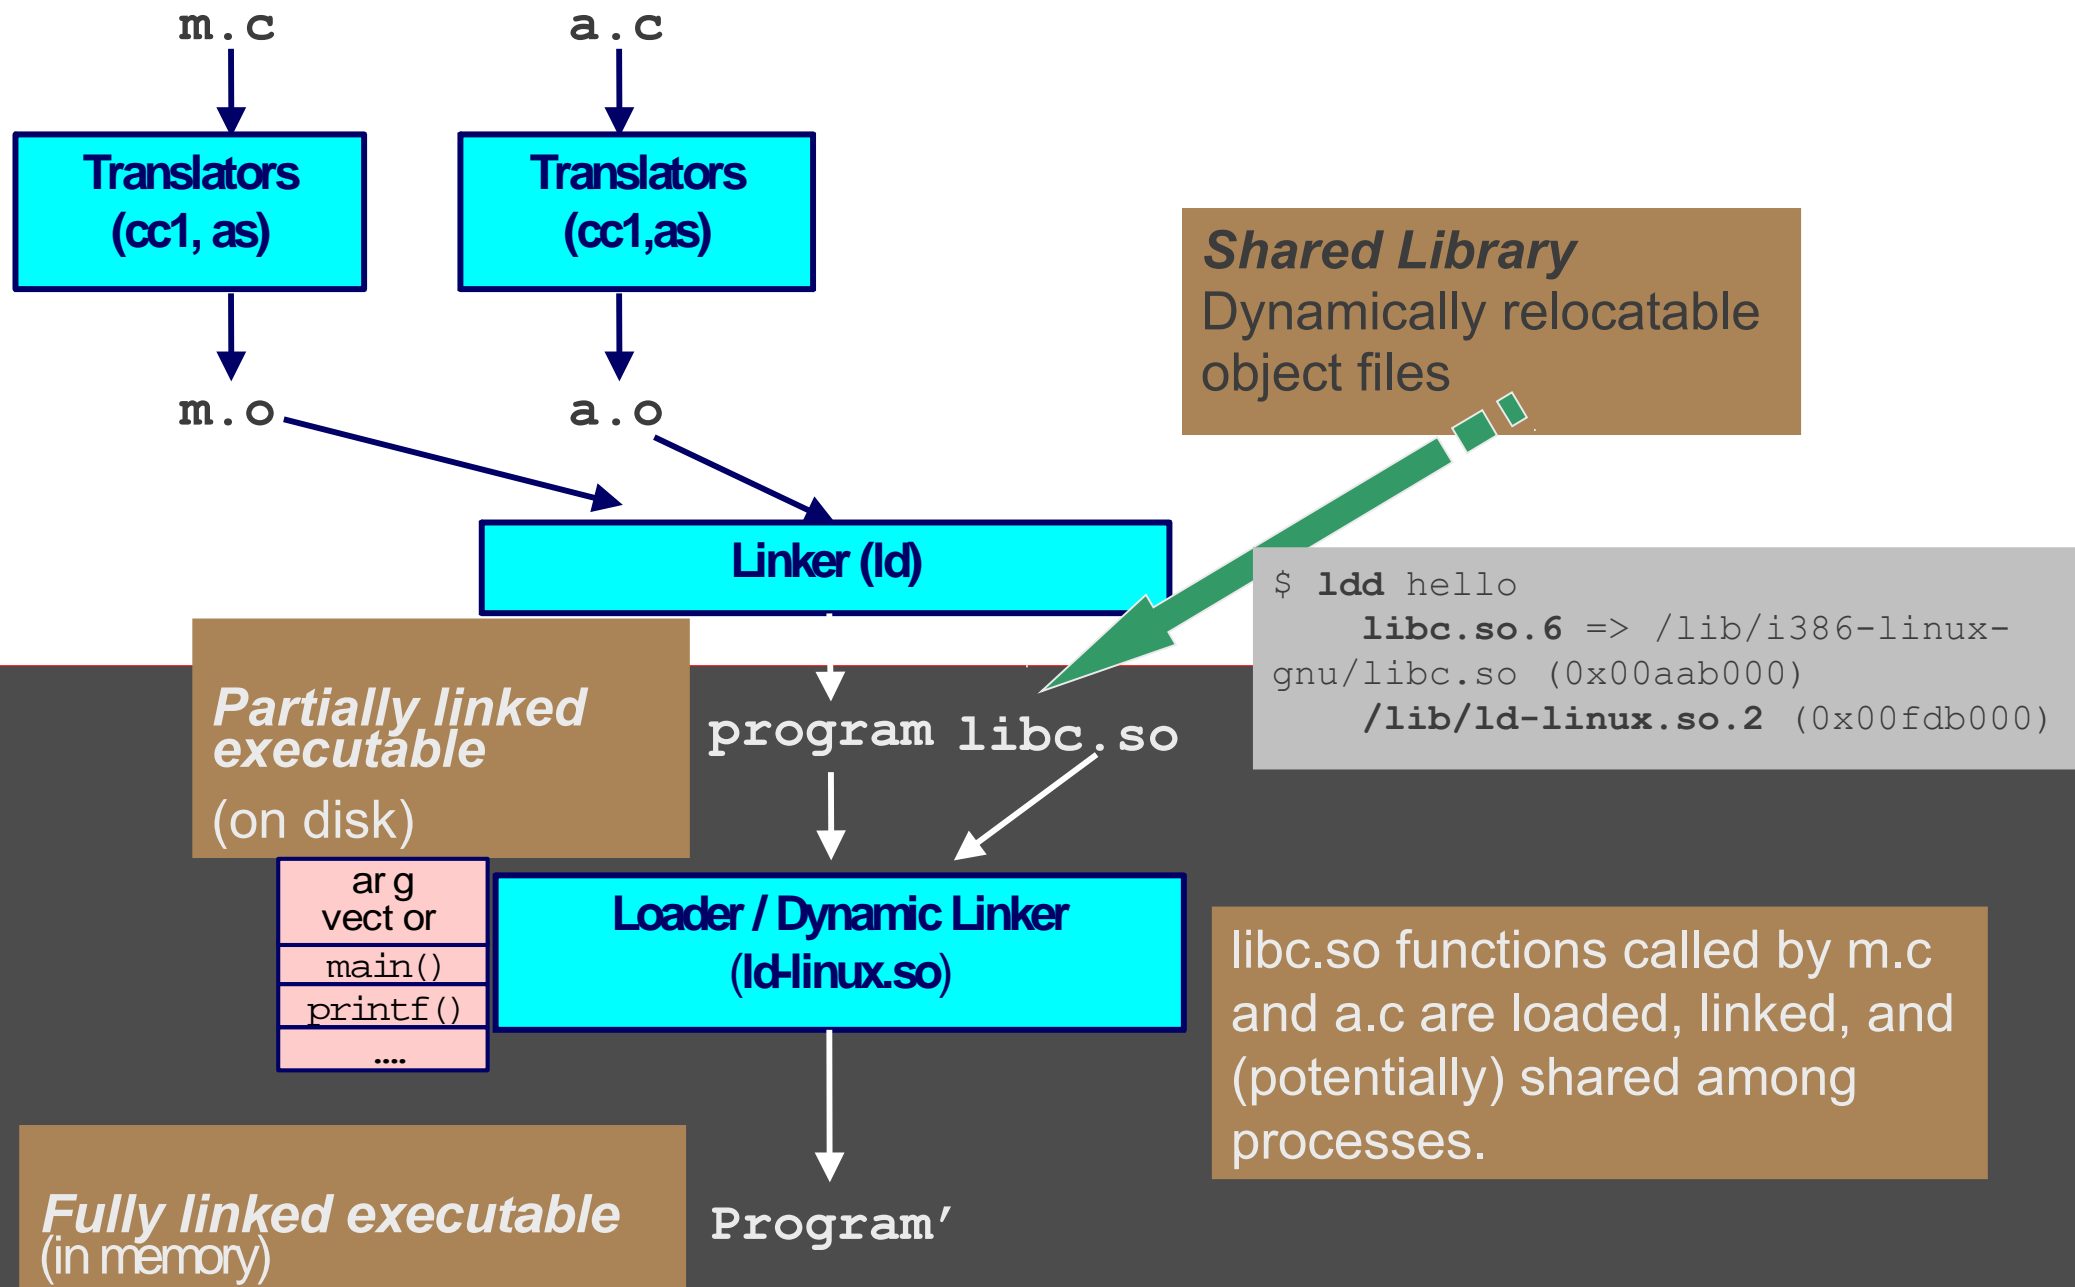 m.c
a.c
Translators
(cc1, as)
Translators
(cc1,as)
Shared Library
Dynamically relocatable
object files
m.o
a.o
Linker (ld)
$ ldd hello
libc.so.6 => /lib/i386-linux-
gnu/libc.so (0x00aab000)
/lib/ld-linux.so.2 (0x00fdb000)
Partially linked
executable
(on disk)
program
libc.so
arg
vector
main()
printf()
....
Loader / Dynamic Linker
(ld-linux.so)
libc.so functions called by m.c
and a.c are loaded, linked, and
(potentially) shared among
processes.
Fully linked executable
(in memory)
Program’